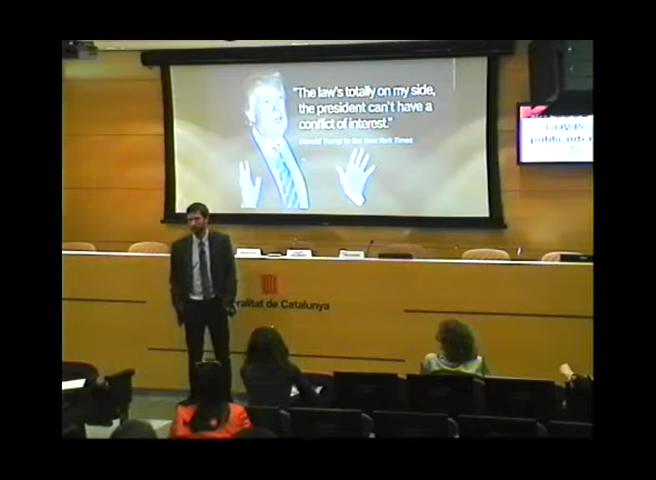 "The law's totally on my side,
the president can't have a
conflict of interest."
Donald Trump to the New York Times
ralitat de Catalunya